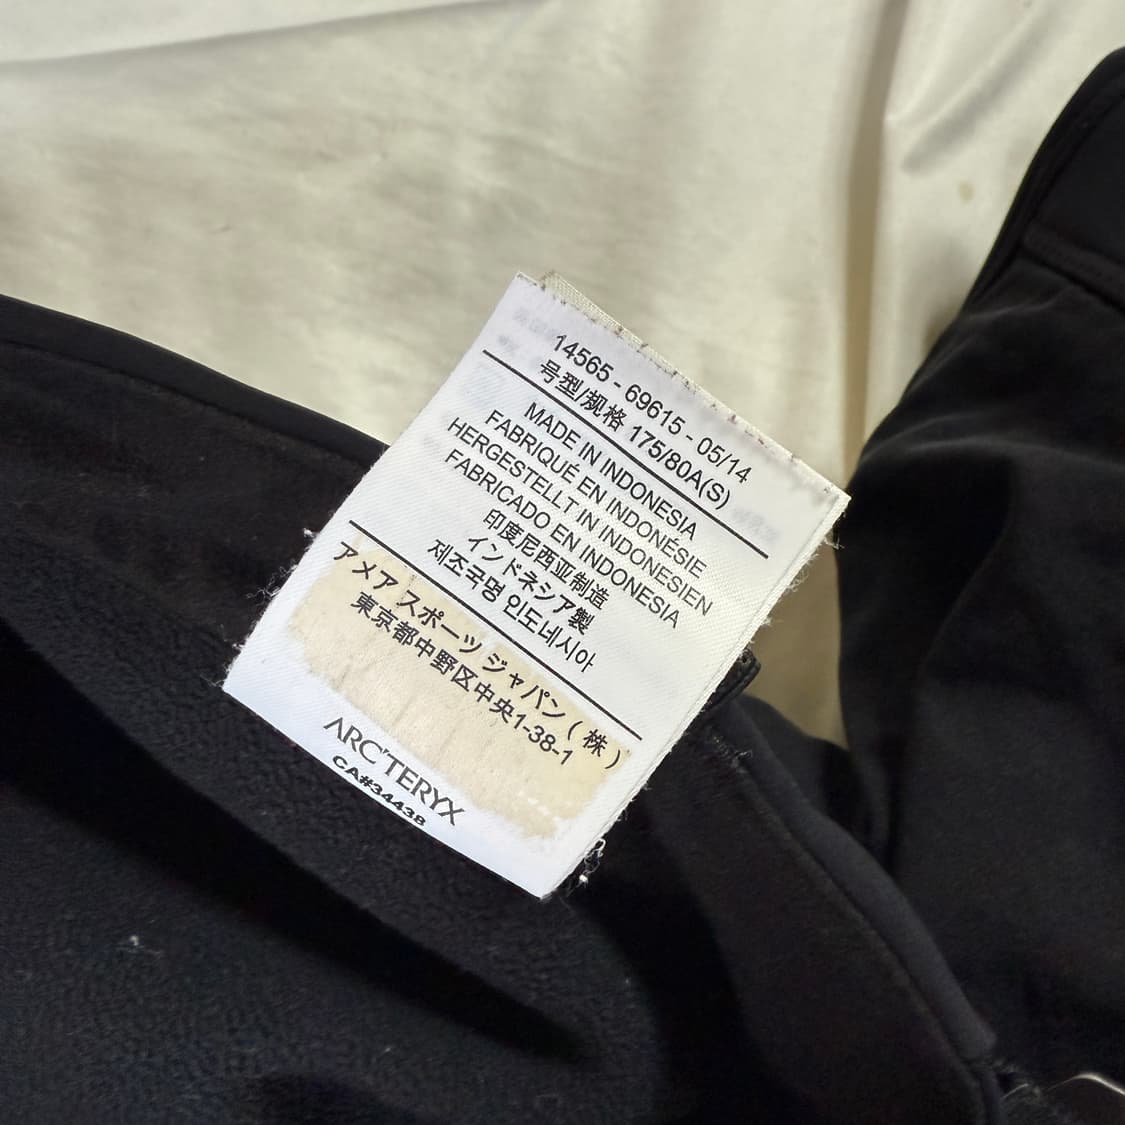 14565 - 69615 - 05/14
号型/规格 175/80A(S)
MADE IN INDONESIA
FABRIQUÉ EN INDONÉSIE
HERGESTELLT IN INDONESIEN
FABRICADO EN INDONESIA
印度尼西亚制造
インドネシア製
제조국명 인도네시아
アメア スポーツ ジャパン ( 株 )
東京都中野区中央1-38-1
ARC'TERYX
CA#34438